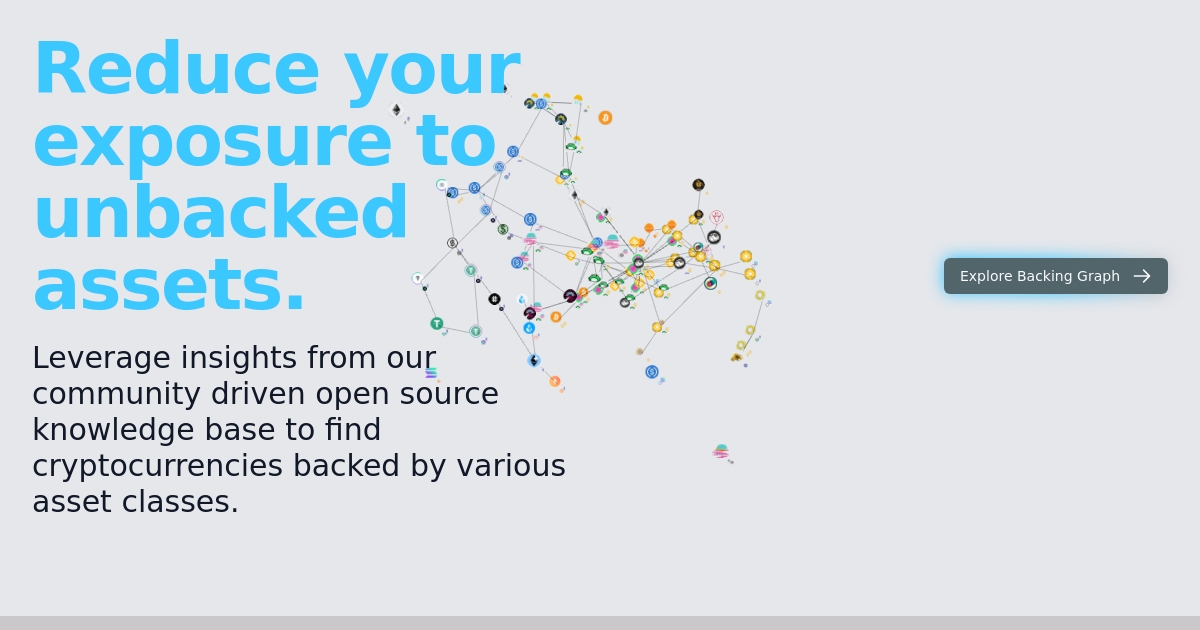 Reduce your
exposure to
unbacked
assets.
Leverage insights from our
community driven open source
knowledge base to find
cryptocurrencies backed by various
asset classes.
Explore Backing Graph